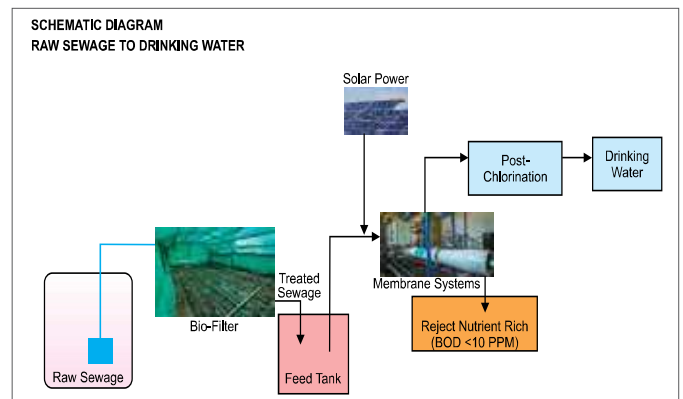 SCHEMATIC DIAGRAM
RAW SEWAGE TO DRINKING WATER
Solar Power
Post-
Chlorination
Drinking
Water
Membrane Systems
Treated
Sewage
Bio-Filter
Reject Nutrient Rich
(BOD <10 PPM)
Raw Sewage
Feed Tank